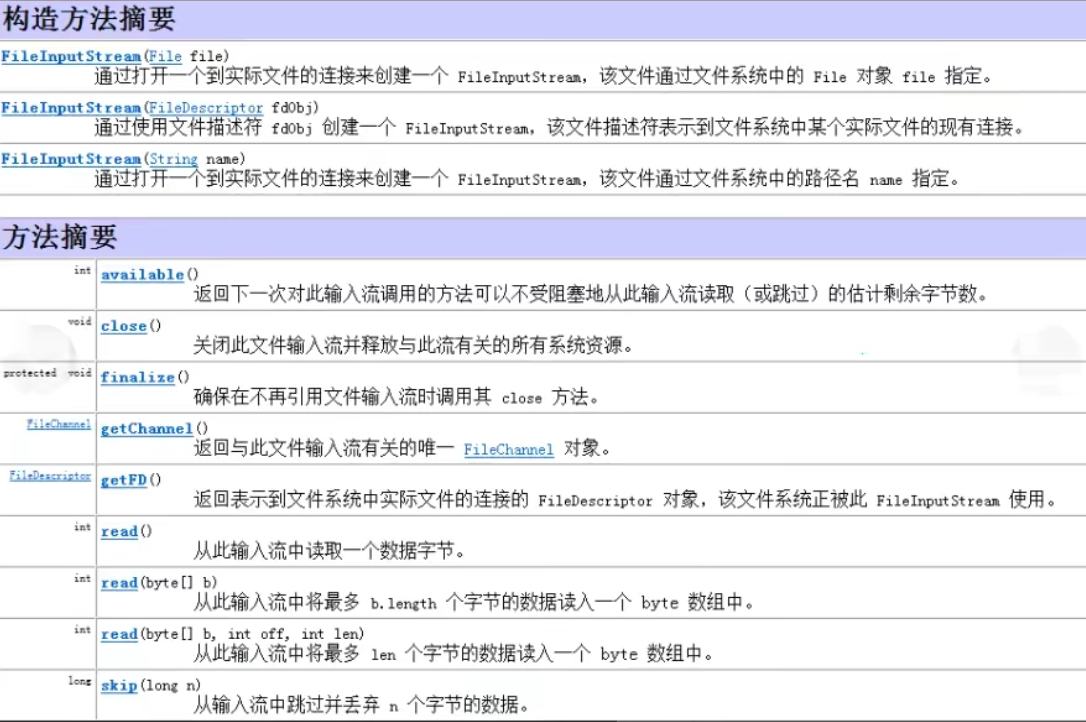 构造方法摘要
FileInputStream(File file)
通过打开一个到实际文件的连接来创建一个 FileInputStream，该文件通过文件系统中的 File 对象 file 指定。
FileInputStream(FileDescriptor fdObj)
通过使用文件描述符 fdObj 创建一个 FileInputStream，该文件描述符表示到文件系统中某个实际文件的现有连接。
FileInputStream(String name)
通过打开一个到实际文件的连接来创建一个 FileInputStream，该文件通过文件系统中的路径名 name 指定。
方法摘要
int available()
返回下一次对此输入流调用的方法可以不受阻塞地从此输入流读取（或跳过）的估计剩余字节数。
void close()
关闭此文件输入流并释放与此流有关的所有系统资源。
protected void finalize()
确保在不再引用文件输入流时调用其 close 方法。
FileChannel getChannel()
返回与此文件输入流有关的唯一 FileChannel 对象。
FileDescriptor getFD()
返回表示到文件系统中实际文件的连接的 FileDescriptor 对象，该文件系统正被此 FileInputStream 使用。
int read()
从此输入流中读取一个数据字节。
int read(byte[] b)
从此输入流中将最多 b.length 个字节的数据读入一个 byte 数组中。
int read(byte[] b, int off, int len)
从此输入流中将最多 len 个字节的数据读入一个 byte 数组中。
long skip(long n)
从输入流中跳过并丢弃 n 个字节的数据。